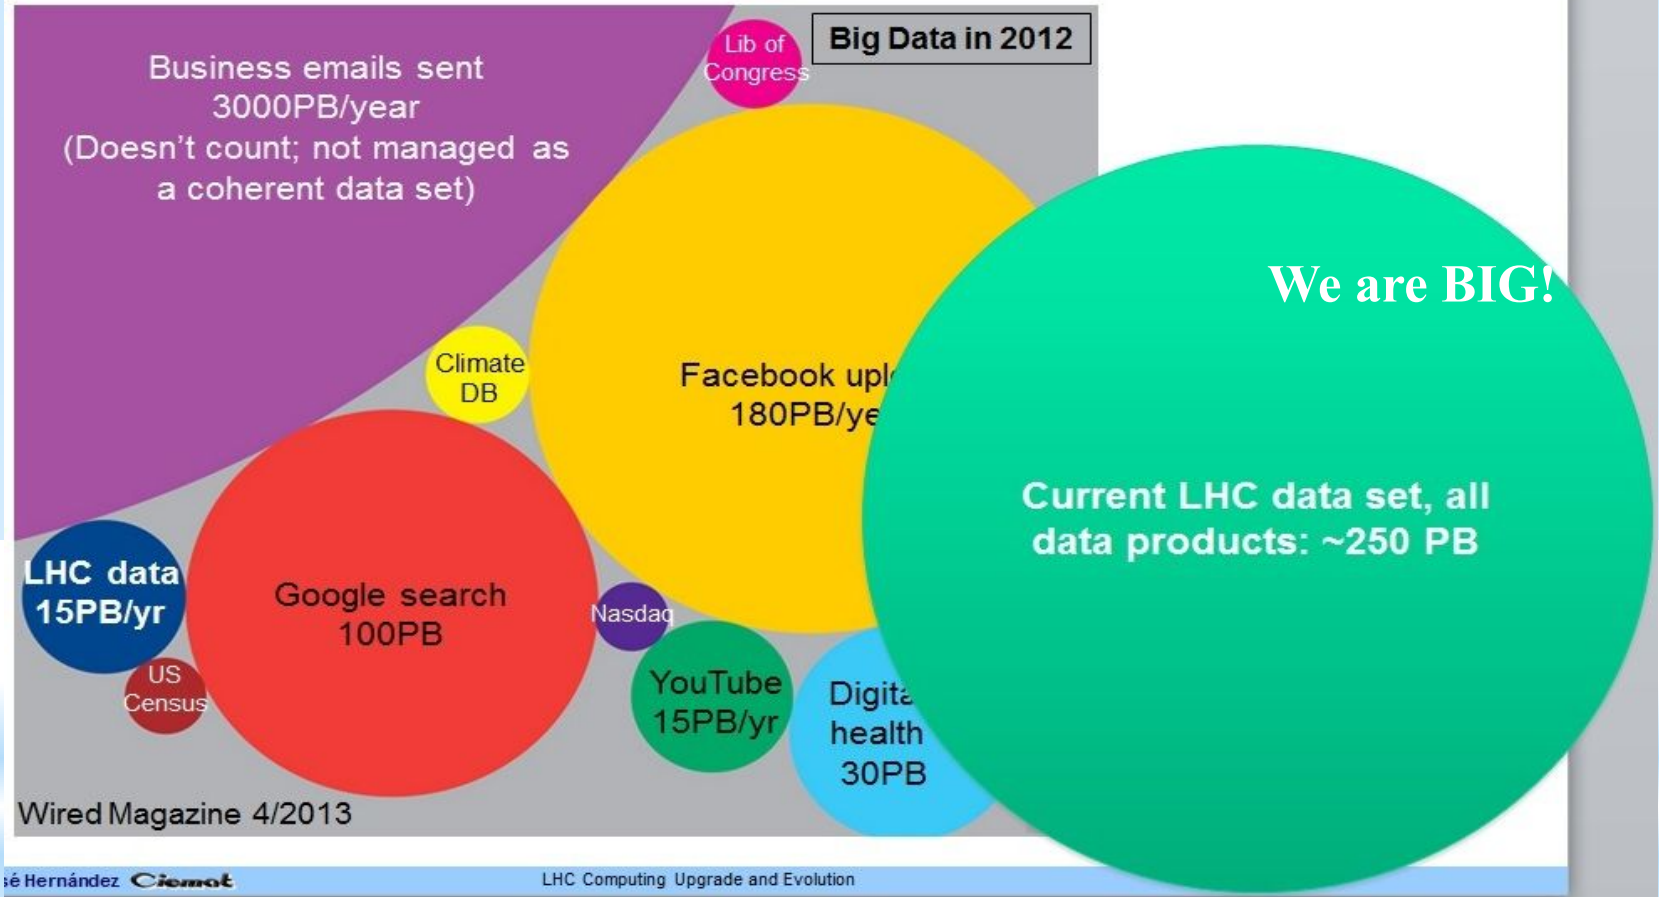 Business emails sent
3000PB/year
(Doesn't count; not managed as
a coherent data set)
Lib of
Congress
Big Data in 2012
We are BIG!
Climate
DB
Facebook upl
180PB/ye
Current LHC data set, all
data products: ~250 PB
LHC data
15PB/yr
Google search
100PB
Nasdaq
US
Census
YouTube
15PB/yr
Digita
health
30PB
Wired Magazine 4/2013
sé Hernández Ciemat
LHC Computing Upgrade and Evolution